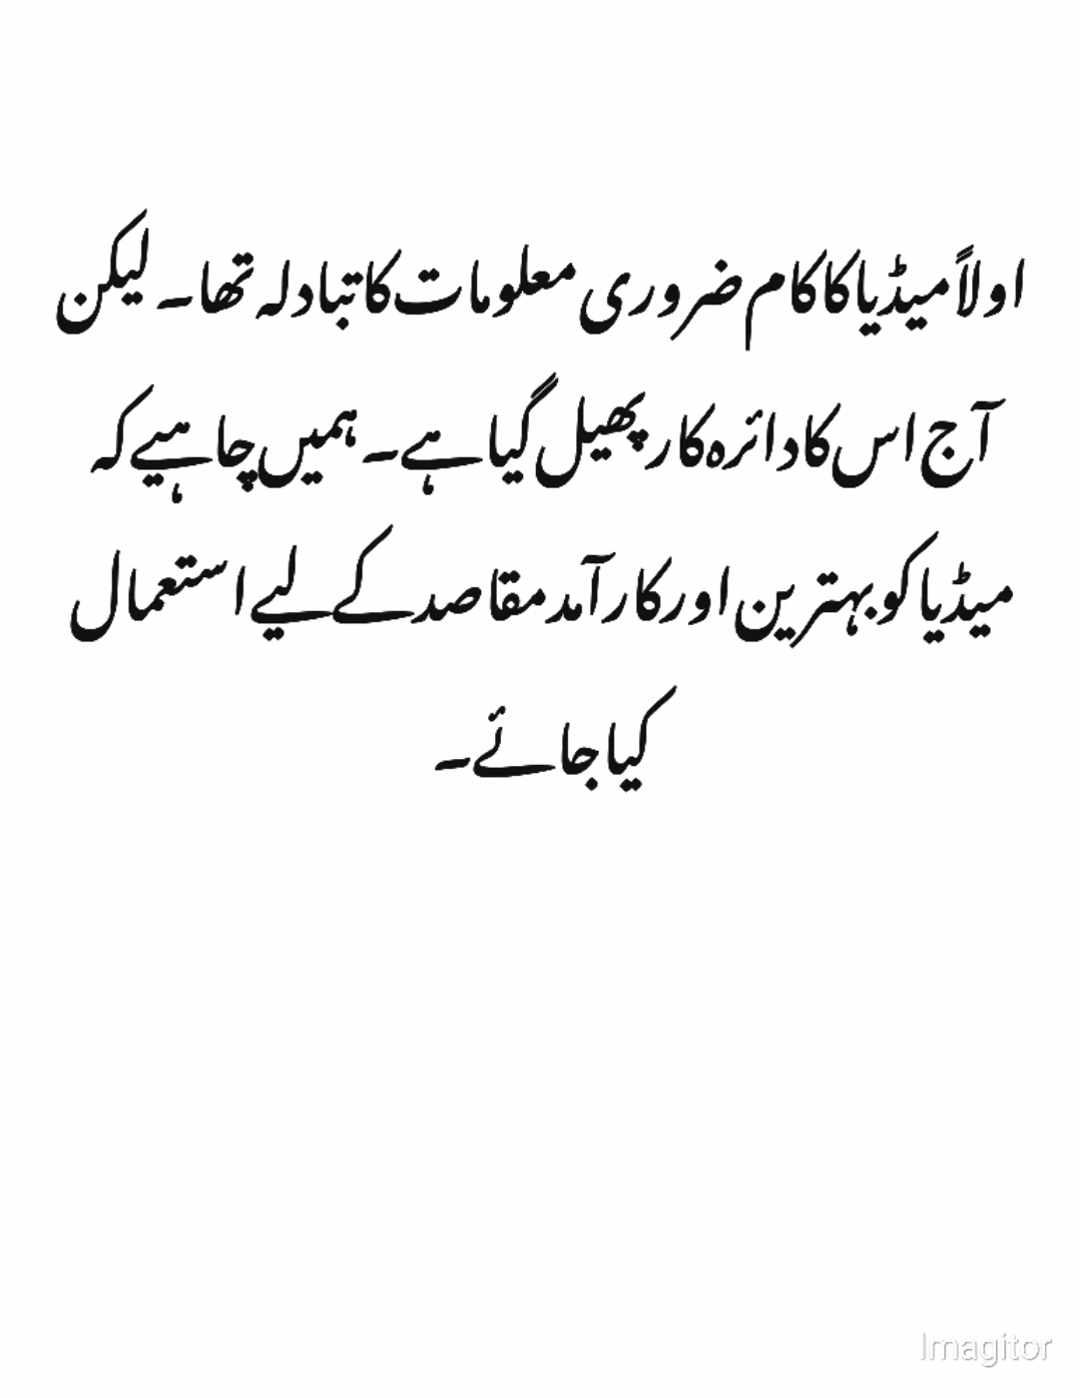 اولاً میڈیا کا کام ضروری معلومات کا تبادلہ تھا۔ لیکن
آج اس کا دائرہ کار پھیل گیا ہے۔ ہمیں چاہیے کہ
میڈیا کو بہترین اور کارآمد مقاصد کے لیے استعمال
کیا جائے۔
Imagitor